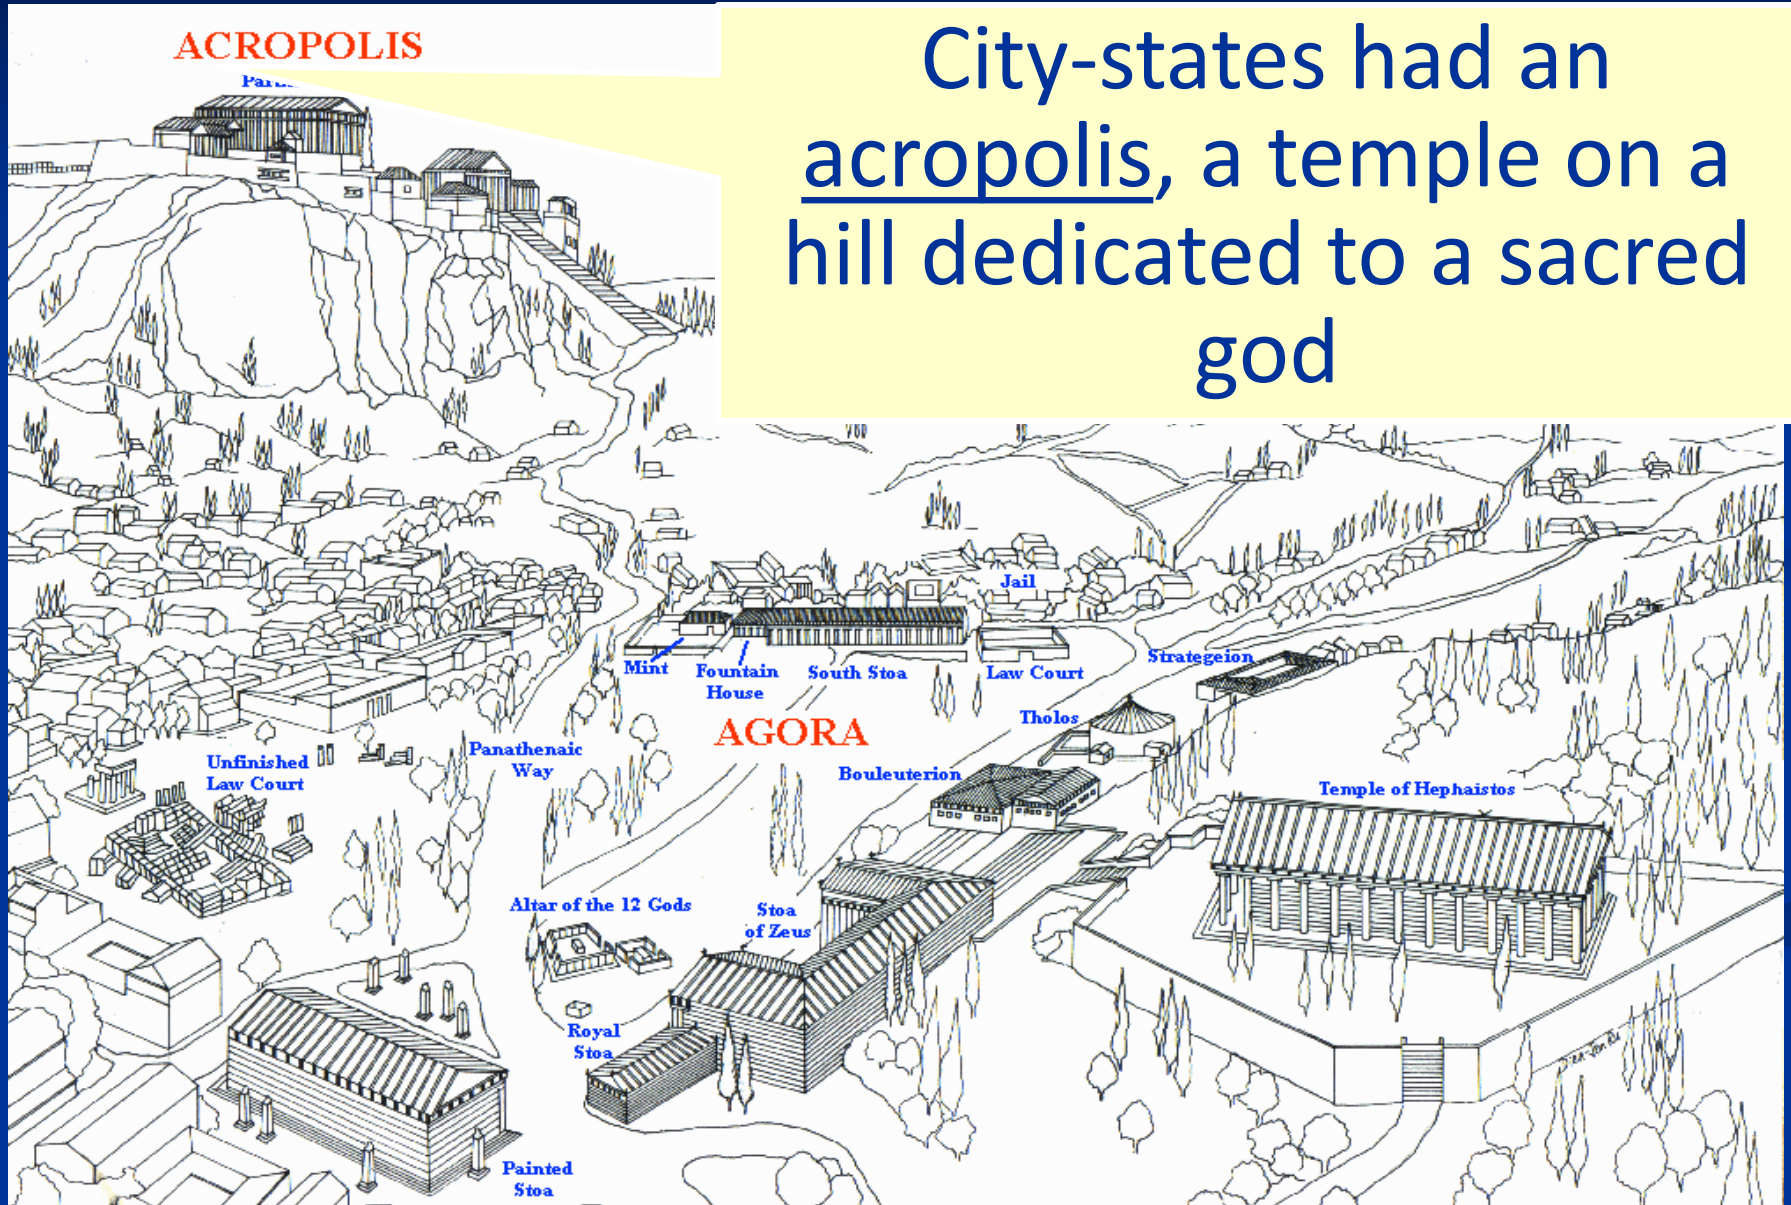 ACROPOLIS
City-states had an
acropolis, a temple on a
hill dedicated to a sacred
god
Jail
Mint
Fountain
House
South Stoa
Law Court
Strategeion
Tholos
AGORA
Unfinished
Law Court
Panathenaic
Way
Bouleuterion
Temple of Hephaistos
Altar of the 12 Gods
Stoa
of Zeus
Royal
Stoa
Painted
Stoa